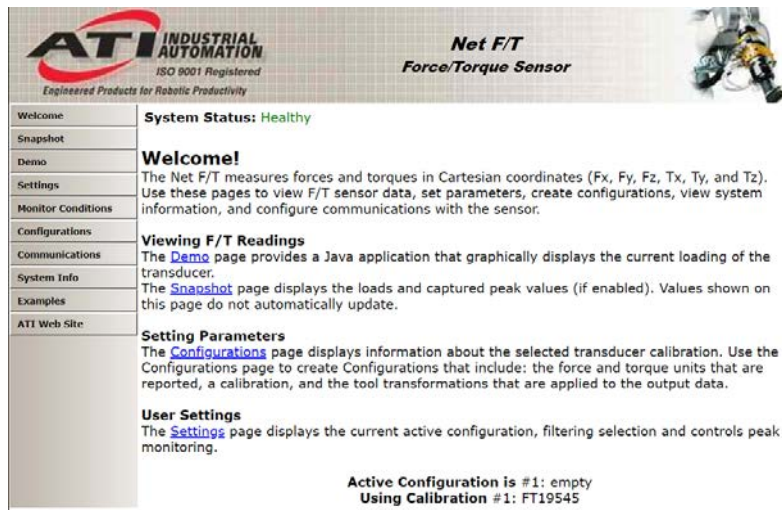 ATI INDUSTRIAL
AUTOMATION
ISO 9001 Registered
Engineered Products for Robotic Productivity
Net F/T
Force/Torque Sensor
Welcome
Snapshot
Demo
Settings
Monitor Conditions
Configurations
Communications
System Info
Examples
ATI Web Site
System Status: Healthy
Welcome!
The Net F/T measures forces and torques in Cartesian coordinates (Fx, Fy, Fz, Tx, Ty, and Tz).
Use these pages to view F/T sensor data, set parameters, create configurations, view system
information, and configure communications with the sensor.
Viewing F/T Readings
The Demo page provides a Java application that graphically displays the current loading of the
transducer.
The Snapshot page displays the loads and captured peak values (if enabled). Values shown on
this page do not automatically update.
Setting Parameters
The Configurations page displays information about the selected transducer calibration. Use the
Configurations page to create Configurations that include: the force and torque units that are
reported, a calibration, and the tool transformations that are applied to the output data.
User Settings
The Settings page displays the current active configuration, filtering selection and controls peak
monitoring.
Active Configuration is #1: empty
Using Calibration #1: FT19545